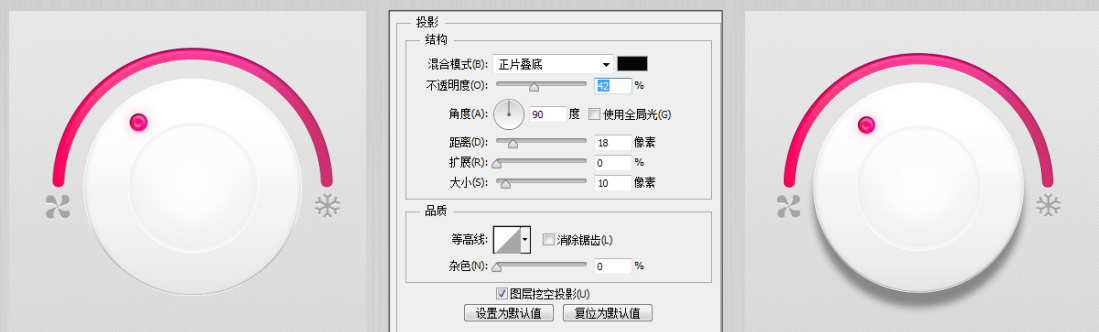 投影
结构
混合模式(B): 正片叠底
不透明度(O): 42 %
角度(A): 90 度 使用全局光(G)
距离(D): 18 像素
扩展(R): 0 %
大小(S): 10 像素
品质
等高线: 消除锯齿(L)
杂色(N): 0 %
图层挖空投影(U)
设置为默认值 复位为默认值